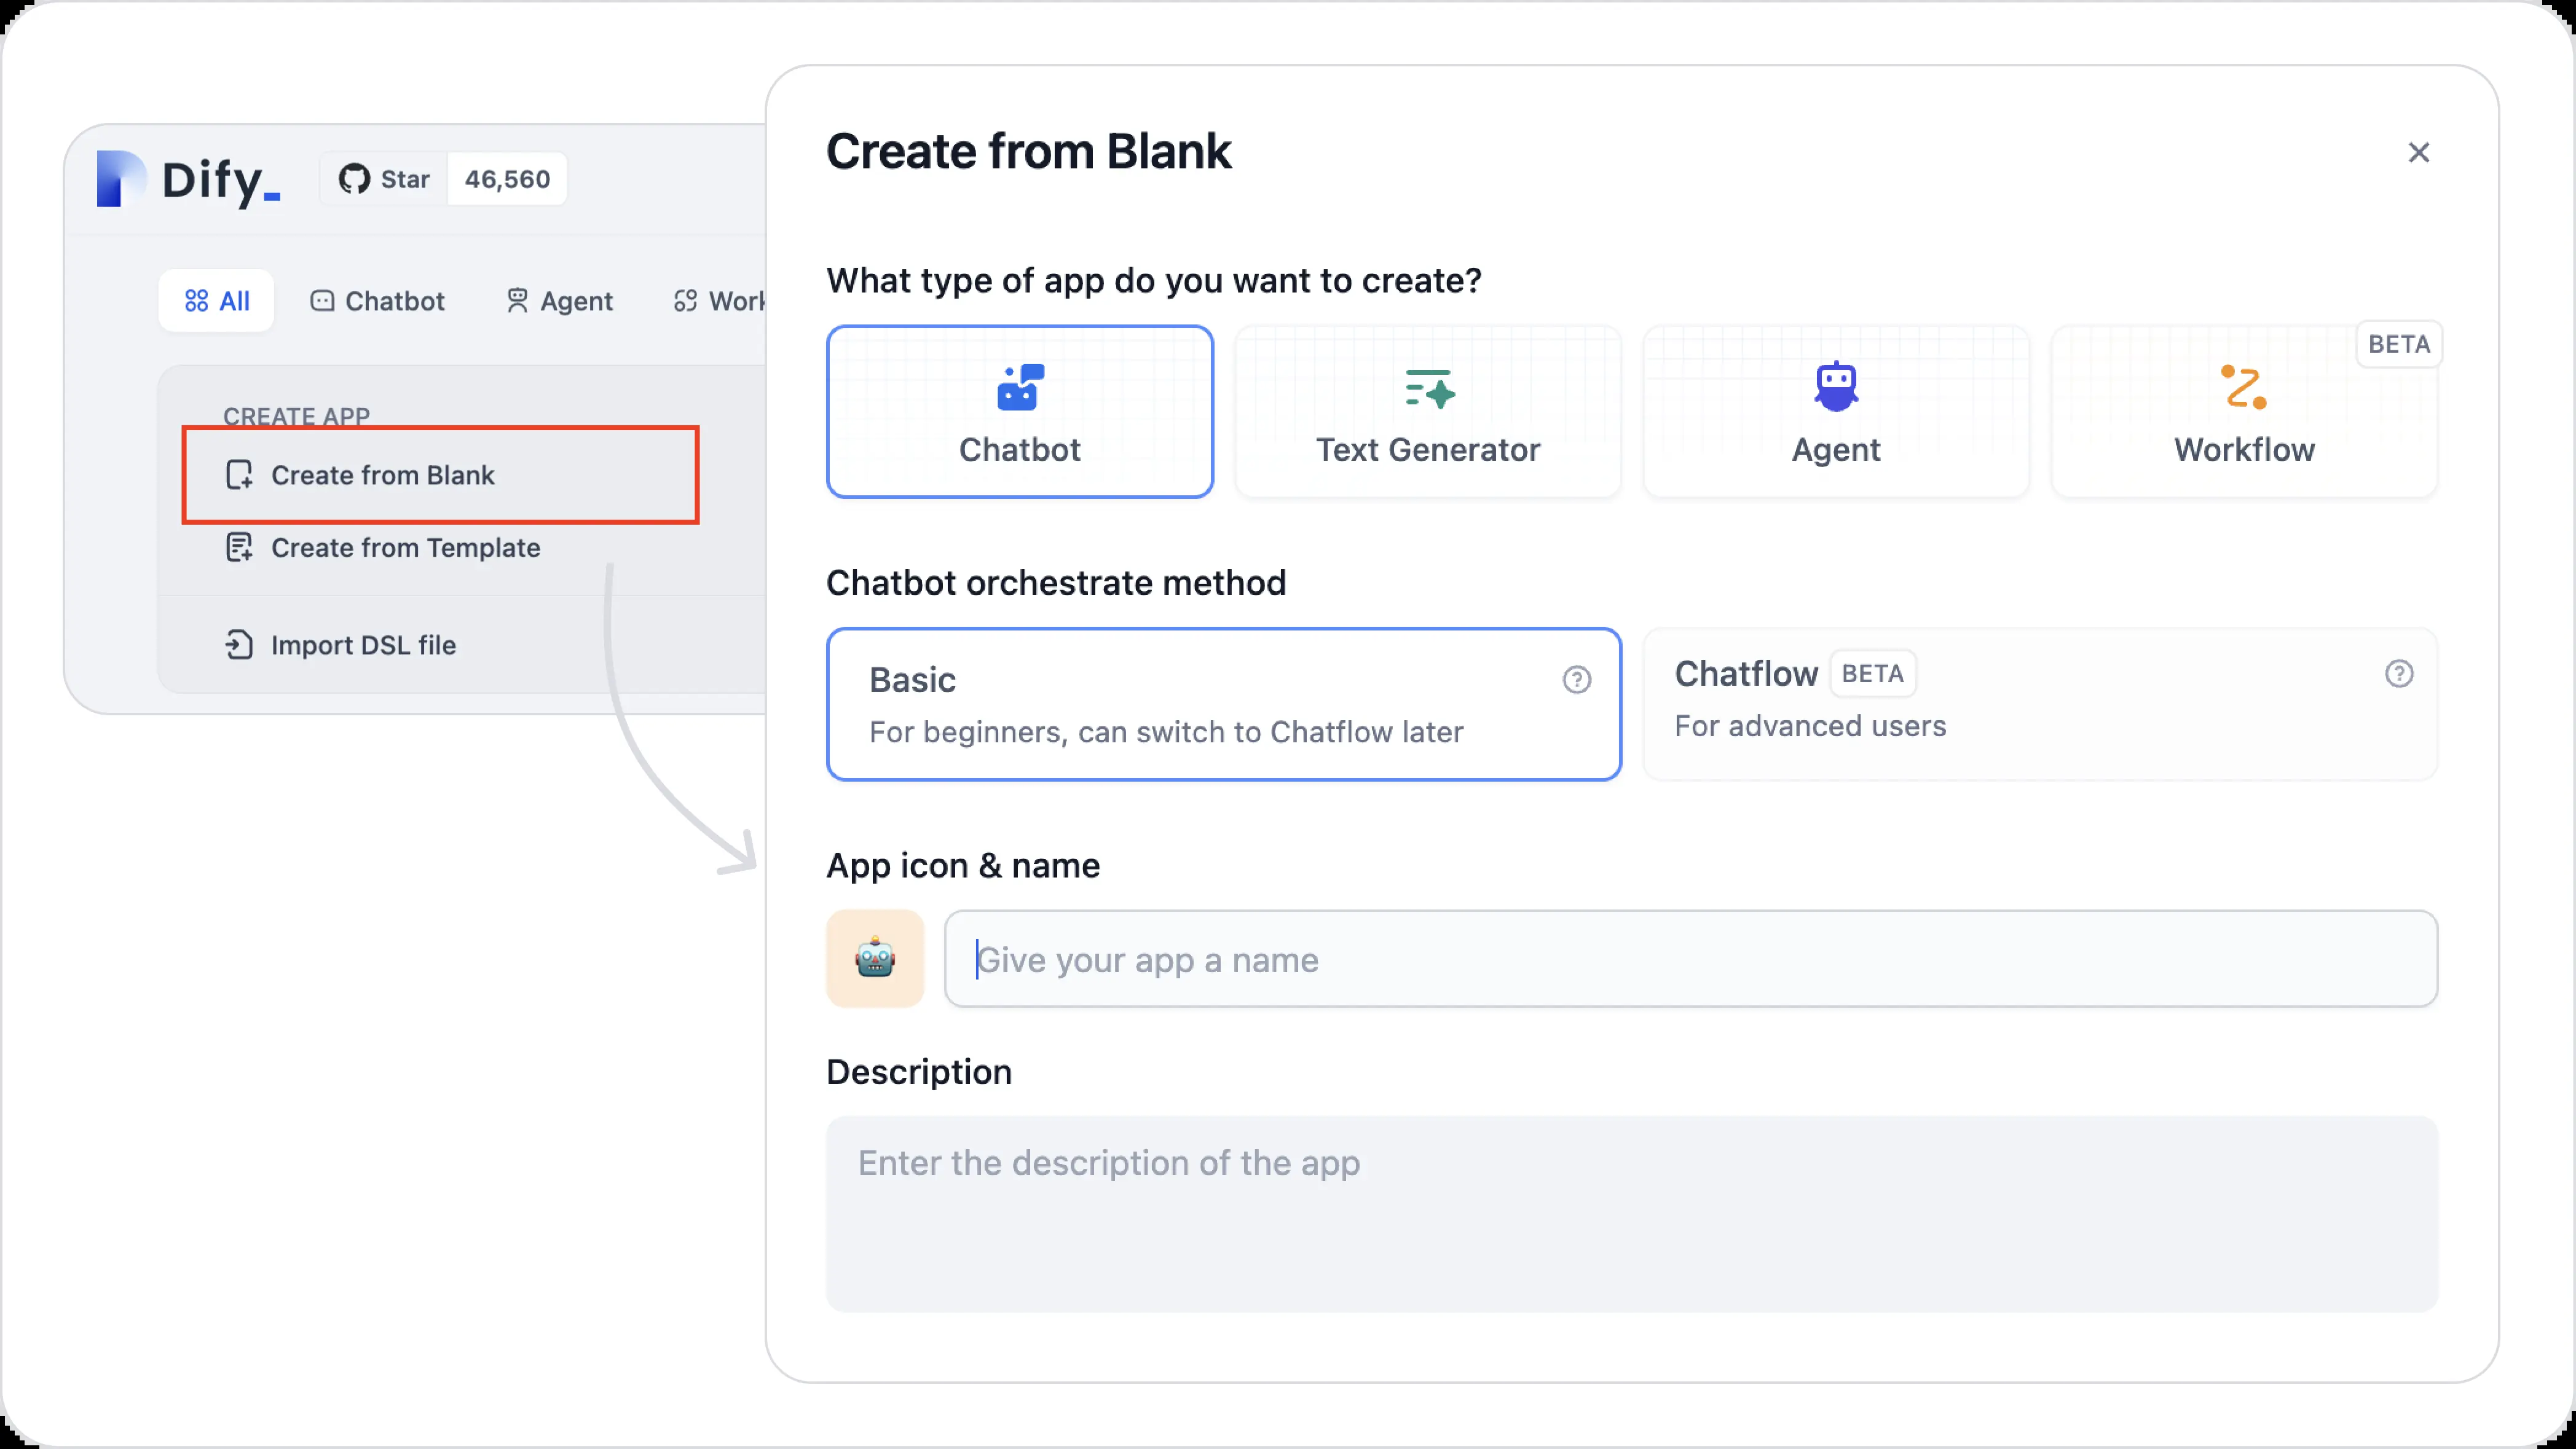 Dify_
Star 46,560
All Chatbot Agent Work
CREATE APP
Create from Blank
Create from Template
Import DSL file
Create from Blank
What type of app do you want to create?
Chatbot Text Generator Agent Workflow BETA
Chatbot orchestrate method
Basic
For beginners, can switch to Chatflow later
Chatflow BETA
For advanced users
App icon & name
Give your app a name
Description
Enter the description of the app